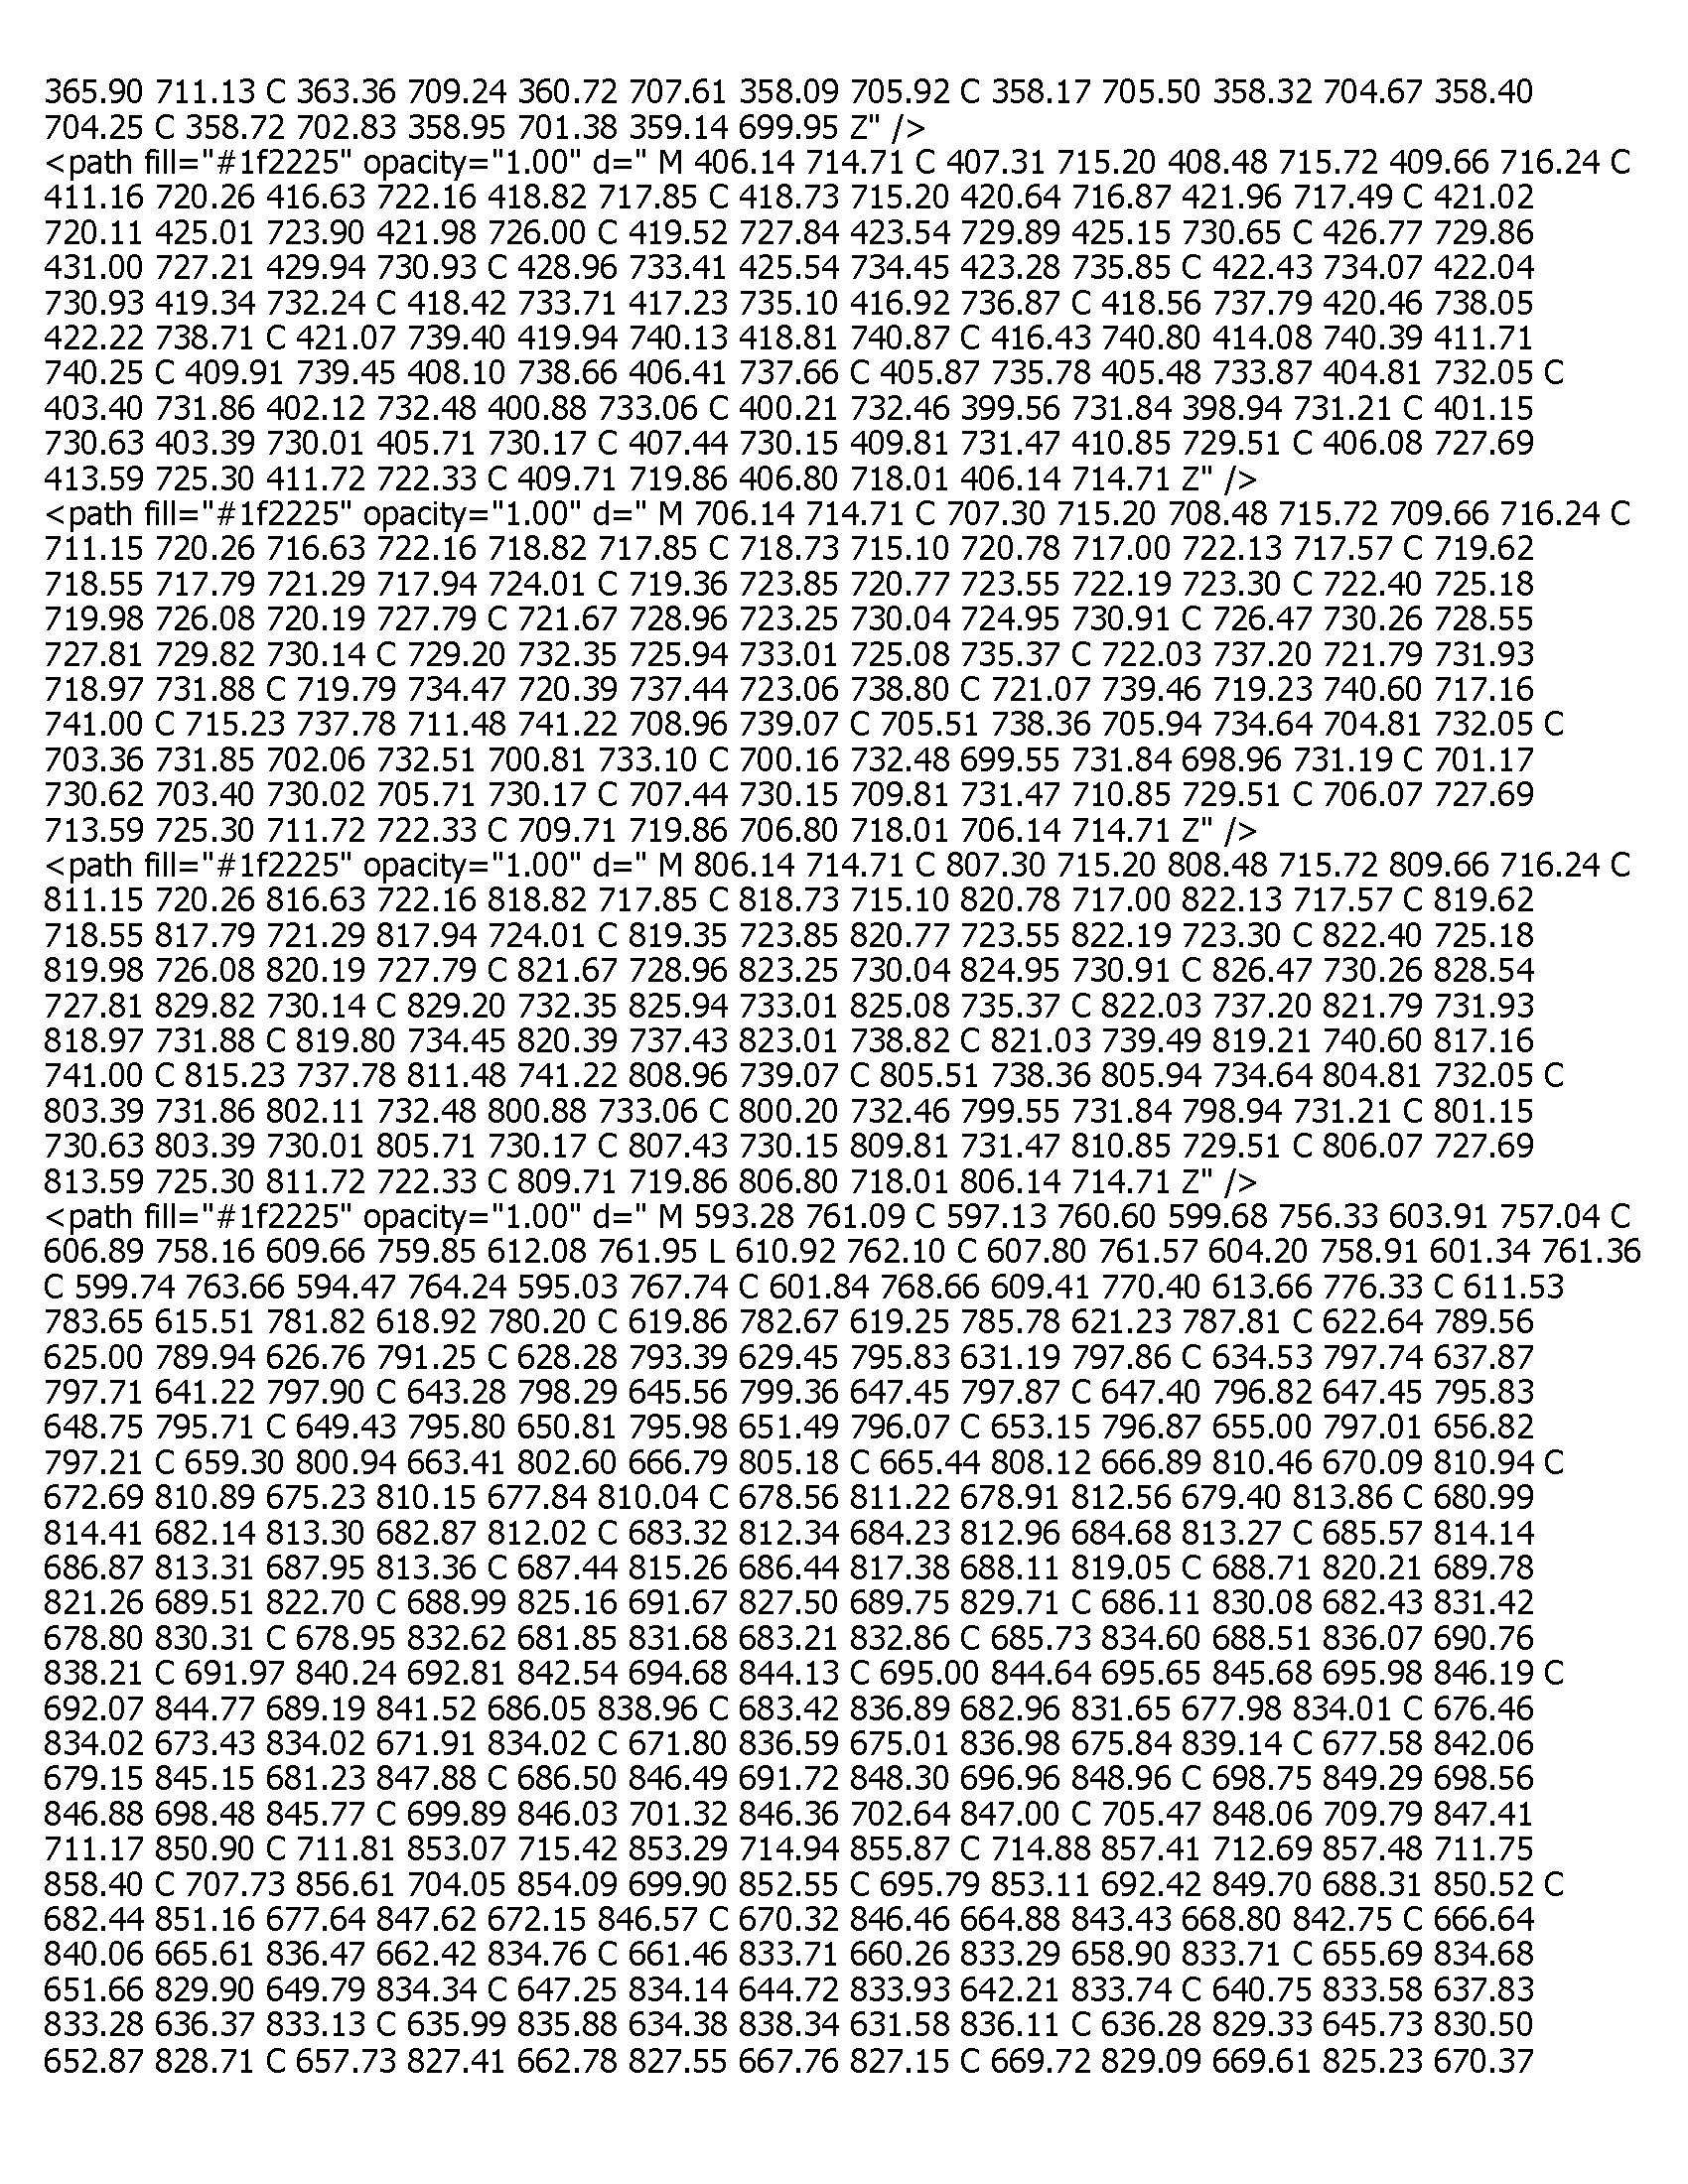 365.90 711.13 C 363.36 709.24 360.72 707.61 358.09 705.92 C 358.17 705.50 358.32 704.67 358.40
704.25 C 358.72 702.83 358.95 701.38 359.14 699.95 Z" />
<path fill="#1f2225" opacity="1.00" d=" M 406.14 714.71 C 407.31 715.20 408.48 715.72 409.66 716.24 C
411.16 720.26 416.63 722.16 418.82 717.85 C 418.73 715.20 420.64 716.87 421.96 717.49 C 421.02
720.11 425.01 723.90 421.98 726.00 C 419.52 727.84 423.54 729.89 425.15 730.65 C 426.77 729.86
431.00 727.21 429.94 730.93 C 428.96 733.41 425.54 734.45 423.28 735.85 C 422.43 734.07 422.04
730.93 419.34 732.24 C 418.42 733.71 417.23 735.10 416.92 736.87 C 418.56 737.79 420.46 738.05
422.22 738.71 C 421.07 739.40 419.94 740.13 418.81 740.87 C 416.43 740.80 414.08 740.39 411.71
740.25 C 409.91 739.45 408.10 738.66 406.41 737.66 C 405.87 735.78 405.48 733.87 404.81 732.05 C
403.40 731.86 402.12 732.48 400.88 733.06 C 400.21 732.46 399.56 731.84 398.94 731.21 C 401.15
730.63 403.39 730.01 405.71 730.17 C 407.44 730.15 409.81 731.47 410.85 729.51 C 406.08 727.69
413.59 725.30 411.72 722.33 C 409.71 719.86 406.80 718.01 406.14 714.71 Z" />
<path fill="#1f2225" opacity="1.00" d=" M 706.14 714.71 C 707.30 715.20 708.48 715.72 709.66 716.24 C
711.15 720.26 716.63 722.16 718.82 717.85 C 718.73 715.10 720.78 717.00 722.13 717.57 C 719.62
718.55 717.79 721.29 717.94 724.01 C 719.36 723.85 720.77 723.55 722.19 723.30 C 722.40 725.18
719.98 726.08 720.19 727.79 C 721.67 728.96 723.25 730.04 724.95 730.91 C 726.47 730.26 728.55
727.81 729.82 730.14 C 729.20 732.35 725.94 733.01 725.08 735.37 C 722.03 737.20 721.79 731.93
718.97 731.88 C 719.79 734.47 720.39 737.44 723.06 738.80 C 721.07 739.46 719.23 740.60 717.16
741.00 C 715.23 737.78 711.48 741.22 708.96 739.07 C 705.51 738.36 705.94 734.64 704.81 732.05 C
703.36 731.85 702.06 732.51 700.81 733.10 C 700.16 732.48 699.55 731.84 698.96 731.19 C 701.17
730.62 703.40 730.02 705.71 730.17 C 707.44 730.15 709.81 731.47 710.85 729.51 C 706.07 727.69
713.59 725.30 711.72 722.33 C 709.71 719.86 706.80 718.01 706.14 714.71 Z" />
<path fill="#1f2225" opacity="1.00" d=" M 806.14 714.71 C 807.30 715.20 808.48 715.72 809.66 716.24 C
811.15 720.26 816.63 722.16 818.82 717.85 C 818.73 715.10 820.78 717.00 822.13 717.57 C 819.62
718.55 817.79 721.29 817.94 724.01 C 819.35 723.85 820.77 723.55 822.19 723.30 C 822.40 725.18
819.98 726.08 820.19 727.79 C 821.67 728.96 823.25 730.04 824.95 730.91 C 826.47 730.26 828.54
727.81 829.82 730.14 C 829.20 732.35 825.94 733.01 825.08 735.37 C 822.03 737.20 821.79 731.93
818.97 731.88 C 819.80 734.45 820.39 737.43 823.01 738.82 C 821.03 739.49 819.21 740.60 817.16
741.00 C 815.23 737.78 811.48 741.22 808.96 739.07 C 805.51 738.36 805.94 734.64 804.81 732.05 C
803.39 731.86 802.11 732.48 800.88 733.06 C 800.20 732.46 799.55 731.84 798.94 731.21 C 801.15
730.63 803.39 730.01 805.71 730.17 C 807.43 730.15 809.81 731.47 810.85 729.51 C 806.07 727.69
813.59 725.30 811.72 722.33 C 809.71 719.86 806.80 718.01 806.14 714.71 Z" />
<path fill="#1f2225" opacity="1.00" d=" M 593.28 761.09 C 597.13 760.60 599.68 756.33 603.91 757.04 C
606.89 758.16 609.66 759.85 612.08 761.95 L 610.92 762.10 C 607.80 761.57 604.20 758.91 601.34 761.36
C 599.74 763.66 594.47 764.24 595.03 767.74 C 601.84 768.66 609.41 770.40 613.66 776.33 C 611.53
783.65 615.51 781.82 618.92 780.20 C 619.86 782.67 619.25 785.78 621.23 787.81 C 622.64 789.56
625.00 789.94 626.76 791.25 C 628.28 793.39 629.45 795.83 631.19 797.86 C 634.53 797.74 637.87
797.71 641.22 797.90 C 643.28 798.29 645.56 799.36 647.45 797.87 C 647.40 796.82 647.45 795.83
648.75 795.71 C 649.43 795.80 650.81 795.98 651.49 796.07 C 653.15 796.87 655.00 797.01 656.82
797.21 C 659.30 800.94 663.41 802.60 666.79 805.18 C 665.44 808.12 666.89 810.46 670.09 810.94 C
672.69 810.89 675.23 810.15 677.84 810.04 C 678.56 811.22 678.91 812.56 679.40 813.86 C 680.99
814.41 682.14 813.30 682.87 812.02 C 683.32 812.34 684.23 812.96 684.68 813.27 C 685.57 814.14
686.87 813.31 687.95 813.36 C 687.44 815.26 686.44 817.38 688.11 819.05 C 688.71 820.21 689.78
821.26 689.51 822.70 C 688.99 825.16 691.67 827.50 689.75 829.71 C 686.11 830.08 682.43 831.42
678.80 830.31 C 678.95 832.62 681.85 831.68 683.21 832.86 C 685.73 834.60 688.51 836.07 690.76
838.21 C 691.97 840.24 692.81 842.54 694.68 844.13 C 695.00 844.64 695.65 845.68 695.98 846.19 C
692.07 844.77 689.19 841.52 686.05 838.96 C 683.42 836.89 682.96 831.65 677.98 834.01 C 676.46
834.02 673.43 834.02 671.91 834.02 C 671.80 836.59 675.01 836.98 675.84 839.14 C 677.58 842.06
679.15 845.15 681.23 847.88 C 686.50 846.49 691.72 848.30 696.96 848.96 C 698.75 849.29 698.56
846.88 698.48 845.77 C 699.89 846.03 701.32 846.36 702.64 847.00 C 705.47 848.06 709.79 847.41
711.17 850.90 C 711.81 853.07 715.42 853.29 714.94 855.87 C 714.88 857.41 712.69 857.48 711.75
858.40 C 707.73 856.61 704.05 854.09 699.90 852.55 C 695.79 853.11 692.42 849.70 688.31 850.52 C
682.44 851.16 677.64 847.62 672.15 846.57 C 670.32 846.46 664.88 843.43 668.80 842.75 C 666.64
840.06 665.61 836.47 662.42 834.76 C 661.46 833.71 660.26 833.29 658.90 833.71 C 655.69 834.68
651.66 829.90 649.79 834.34 C 647.25 834.14 644.72 833.93 642.21 833.74 C 640.75 833.58 637.83
833.28 636.37 833.13 C 635.99 835.88 634.38 838.34 631.58 836.11 C 636.28 829.33 645.73 830.50
652.87 828.71 C 657.73 827.41 662.78 827.55 667.76 827.15 C 669.72 829.09 669.61 825.23 670.37